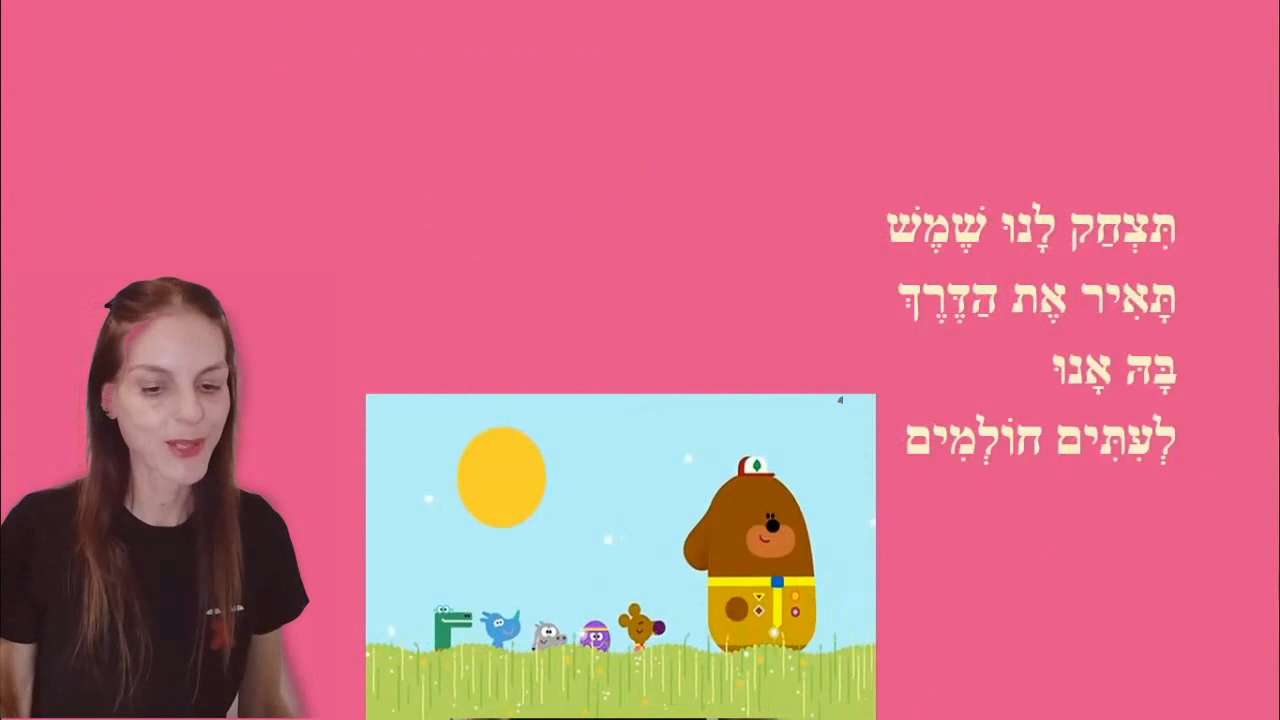 תִּצְחַק לָנוּ שֶׁמֶשׁ
תָּאִיר אֶת הַדֶּרֶךְ
בָּהּ אָנוּ
לְעִתִּים חוֹלְמִים